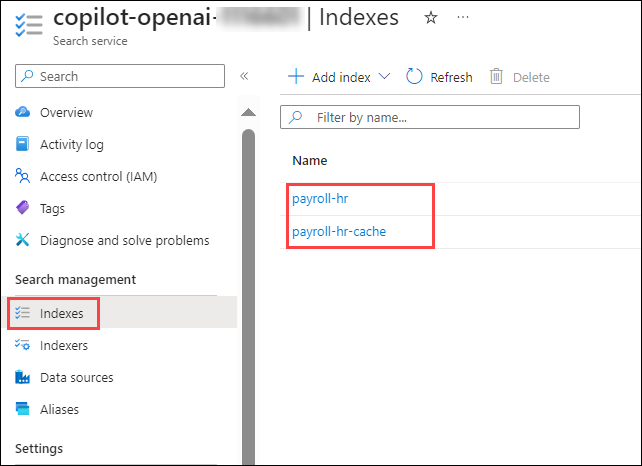 copilot-openai- | Indexes
Search service
Search
Add index
Refresh
Delete
Overview
Activity log
Access control (IAM)
Tags
Diagnose and solve problems
Search management
Indexes
Indexers
Data sources
Aliases
Settings
Filter by name...
Name
payroll-hr
payroll-hr-cache